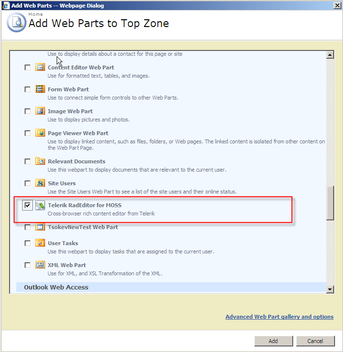 Add Web Parts -- Webpage Dialog
Home
Add Web Parts to Top Zone
Use to display details about a contact for this page or site
Content Editor Web Part
Use for formatted text, tables, and images.
Form Web Part
Use to connect simple form controls to other Web Parts.
Image Web Part
Use to display pictures and photos.
Page Viewer Web Part
Use to display linked content, such as files, folders, or Web pages. The linked content is isolated from other content on
the Web Part Page.
Relevant Documents
Use this webpart to display documents that are relevant to the current user.
Site Users
Use the Site Users Web Part to see a list of the site users and their online status.
Telerik RadEditor for MOSS
Cross-browser rich content editor from Telerik
TsokevNewTest Web Part
User Tasks
Use this webpart to display tasks that are assigned to the current user.
XML Web Part
Use for XML and XSL Transformation of the XML.
Outlook Web Access
Advanced Web Part gallery and options
Add
Cancel